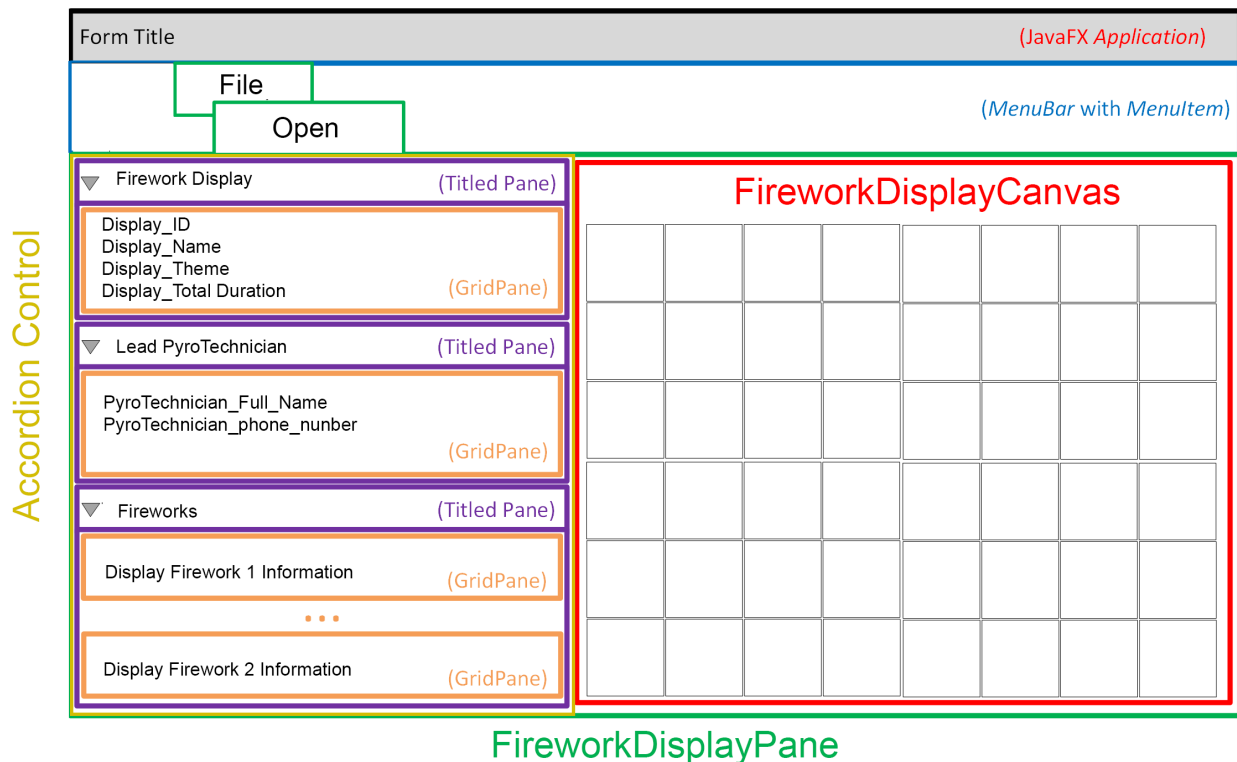 Form Title
(JavaFX Application)
File
Open
(MenuBar with MenuItem)
Accordion Control
Firework Display
(Titled Pane)
Display_ID
Display_Name
Display_Theme
Display_Total Duration
(GridPane)
Lead PyroTechnician
(Titled Pane)
PyroTechnician_Full_Name
PyroTechnician_phone_nunber
(GridPane)
Fireworks
(Titled Pane)
Display Firework 1 Information
(GridPane)
...
Display Firework 2 Information
(GridPane)
FireworkDisplayCanvas
FireworkDisplayPane